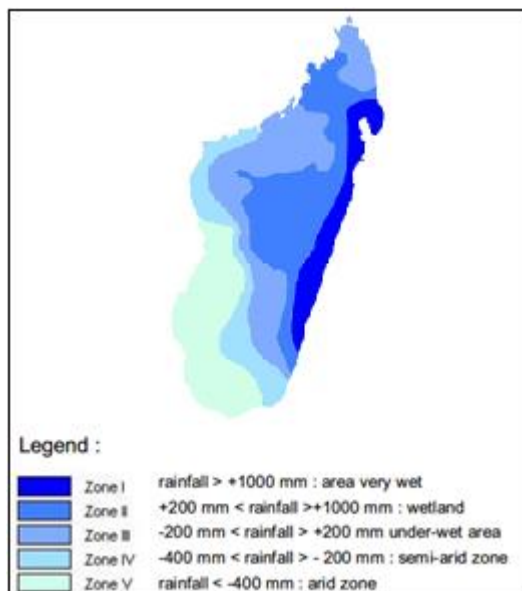 Legend :
Zone I rainfall > +1000 mm : area very wet
Zone II +200 mm < rainfall >+1000 mm : wetland
Zone III -200 mm < rainfall > +200 mm under-wet area
Zone IV -400 mm < rainfall > - 200 mm : semi-arid zone
Zone V rainfall < -400 mm : arid zone